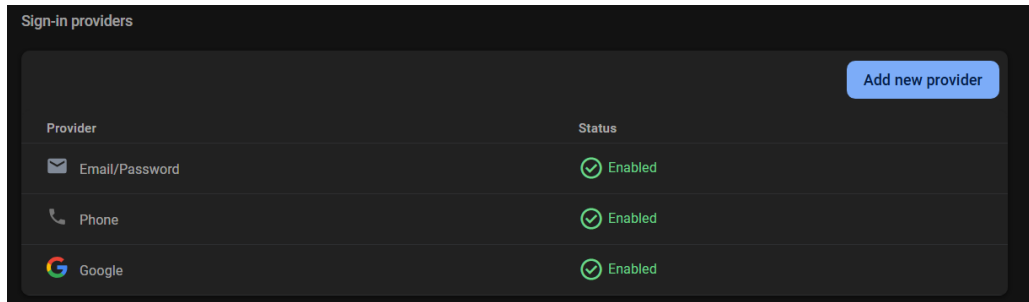 Sign-in providers
Add new provider
Provider Status
Email/Password Enabled
Phone Enabled
Google Enabled